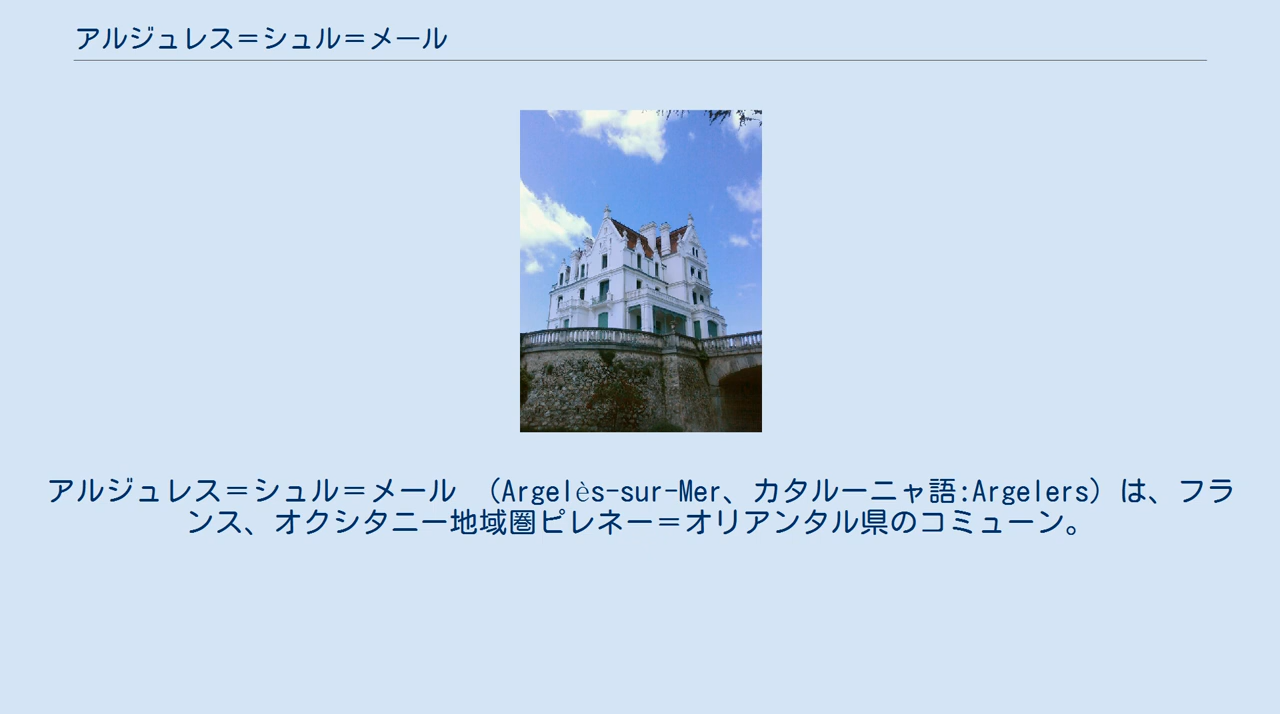 アルジュレス＝シュル＝メール
アルジュレス＝シュル＝メール　（Argelès-sur-Mer、カタルーニャ語:Argelers）は、フラ
ンス、オクシタニー地域圏ピレネー＝オリアンタル県のコミューン。